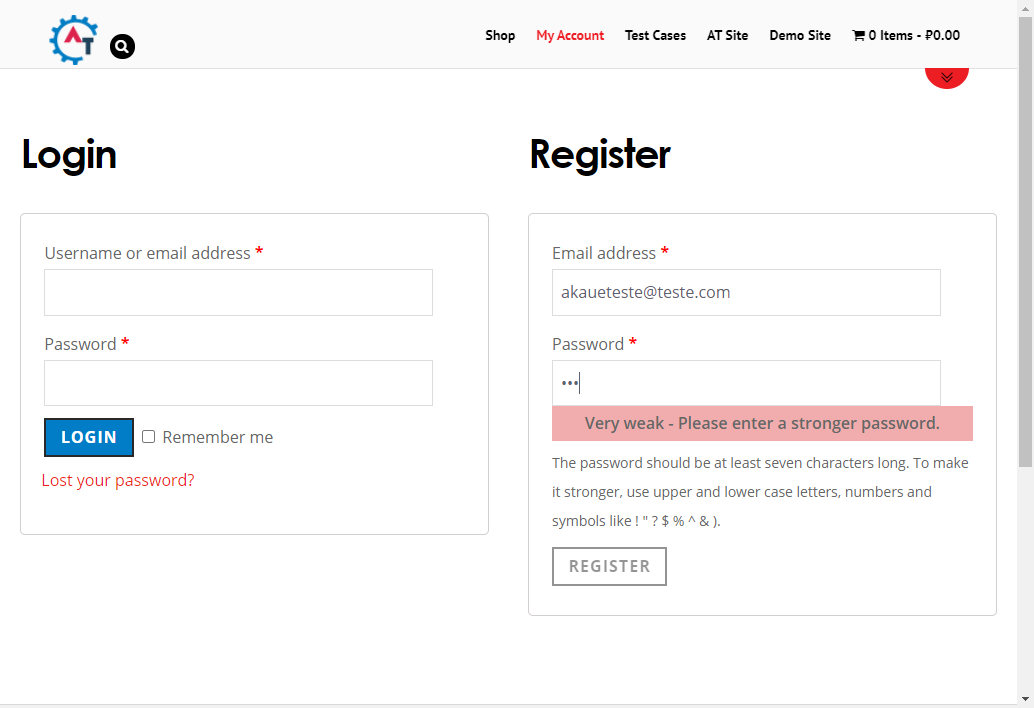 AT
Shop My Account Test Cases AT Site Demo Site 0 Items - ₽0.00
Login
Username or email address *
Password *
LOGIN Remember me
Lost your password?
Register
Email address *
akaueteste@teste.com
Password *
•••
Very weak - Please enter a stronger password.
The password should be at least seven characters long. To make
it stronger, use upper and lower case letters, numbers and
symbols like ! " ? $ % ^ & ).
REGISTER